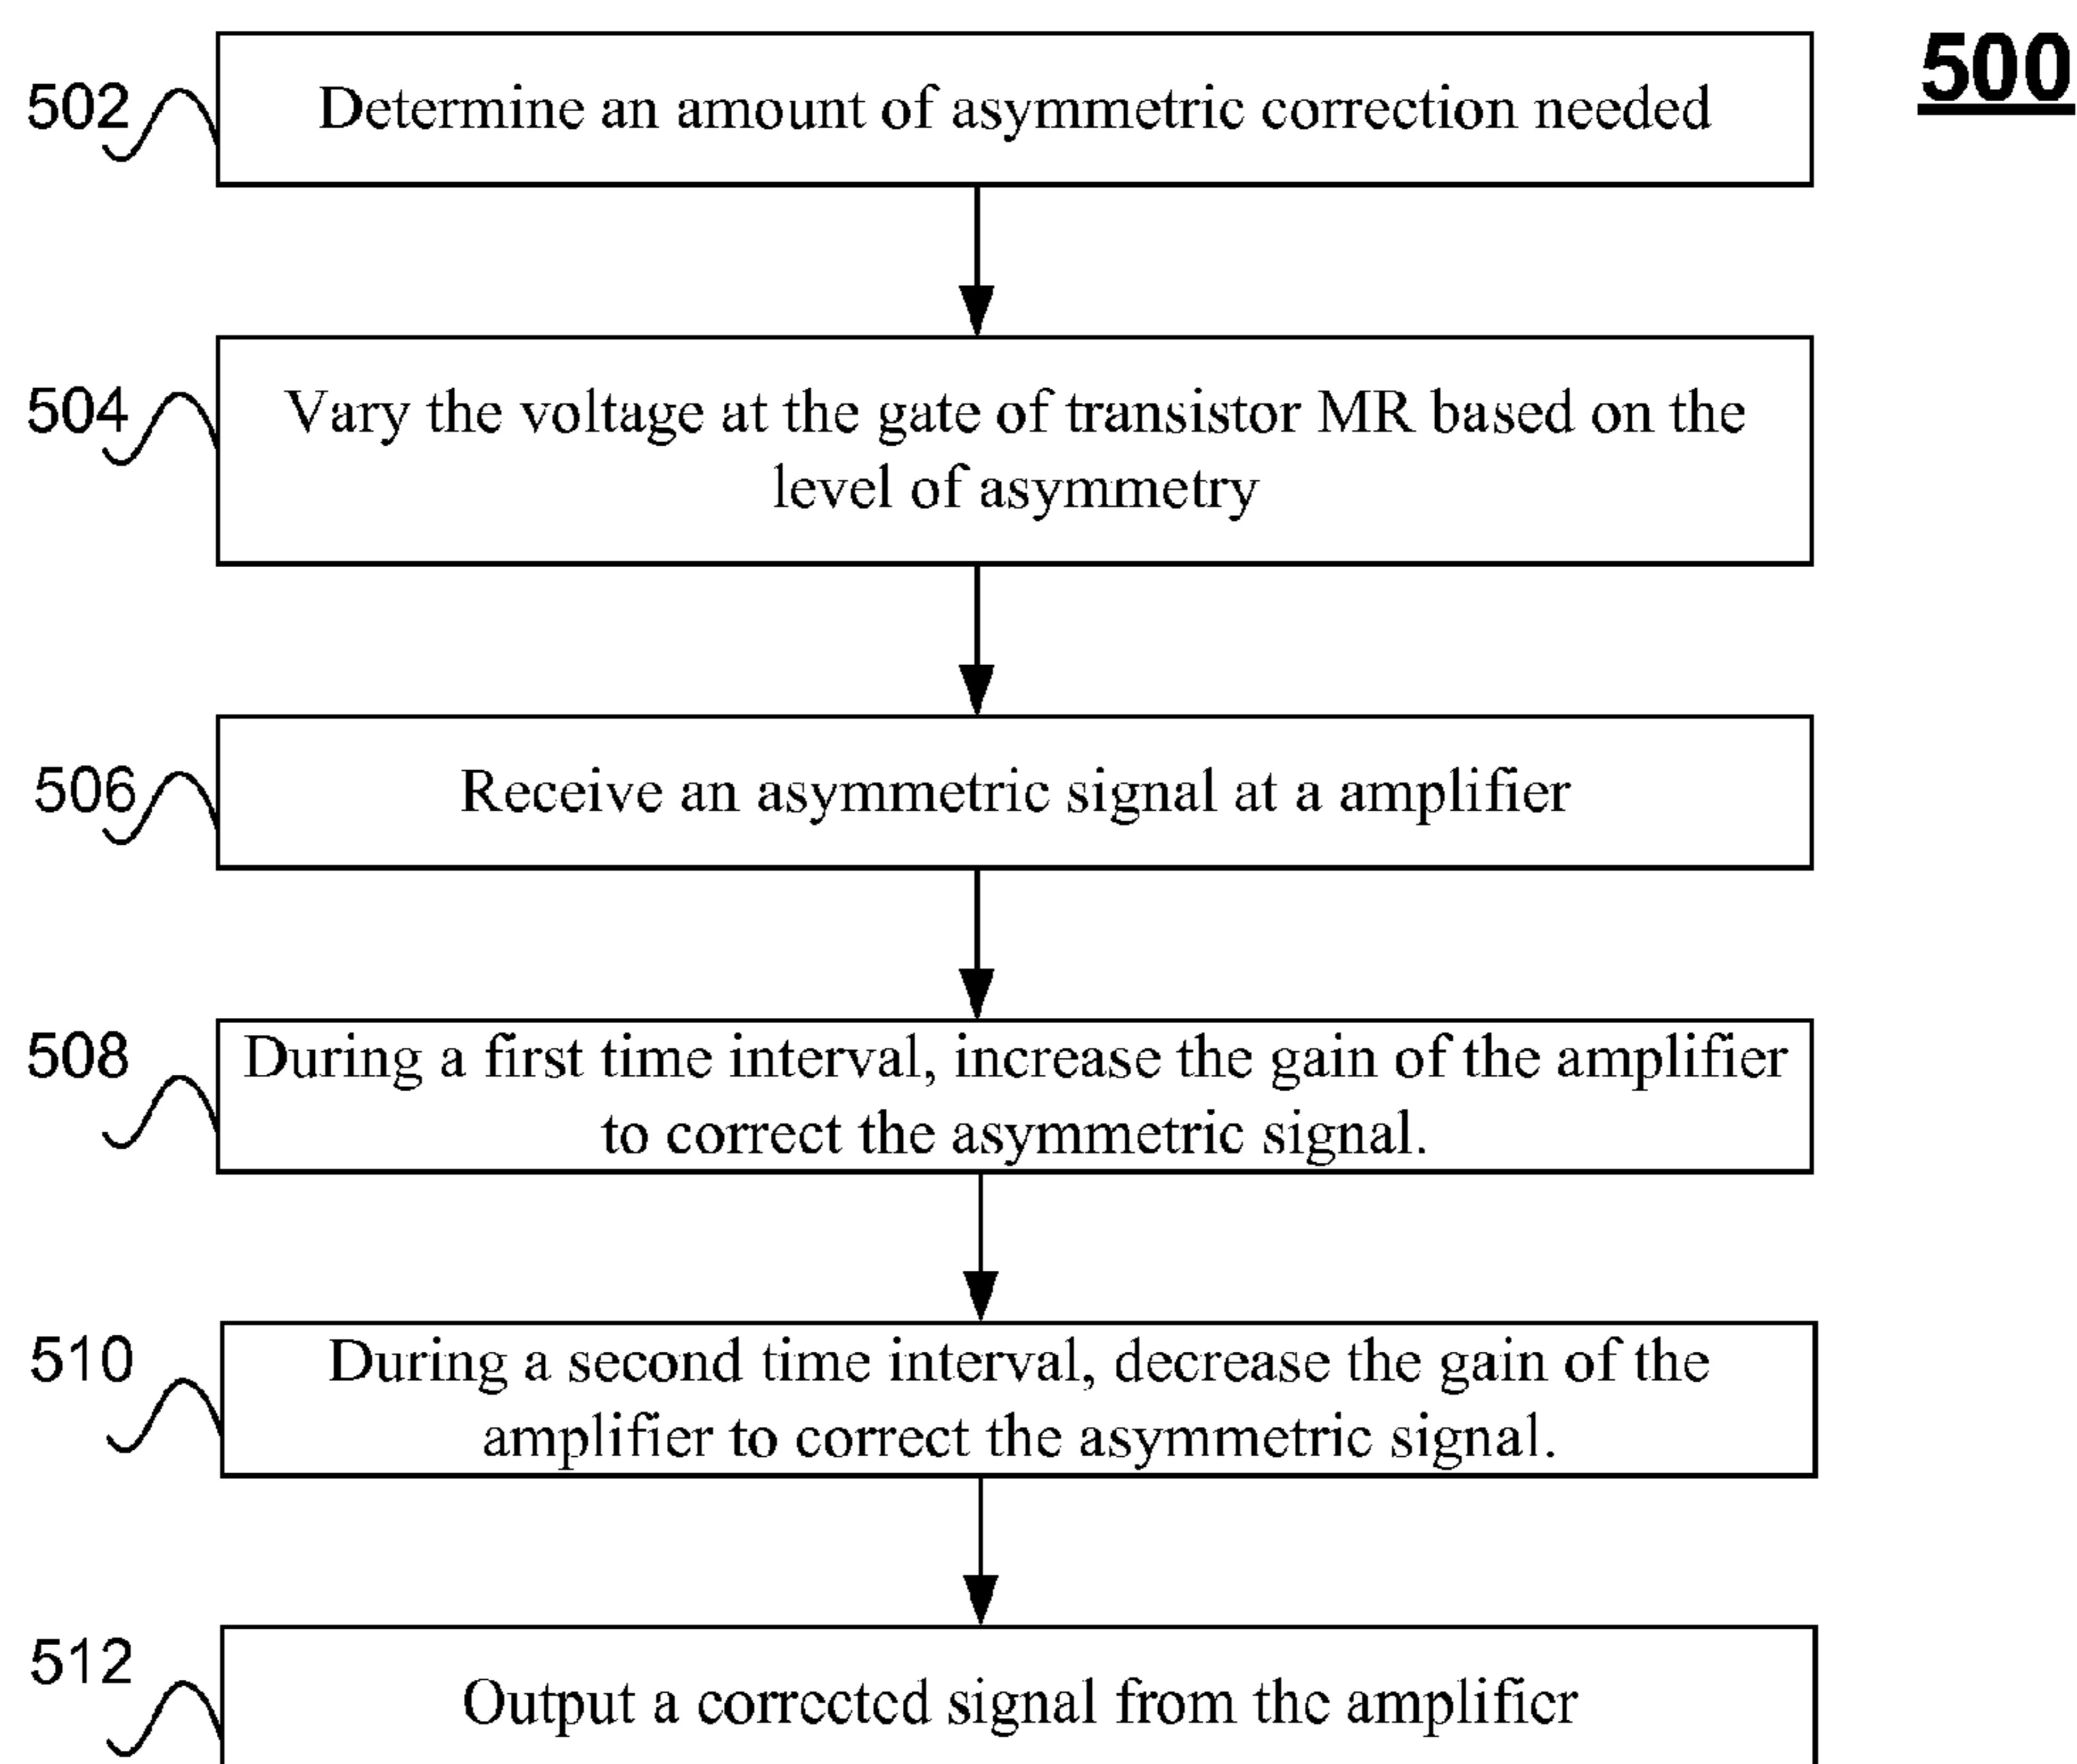 500
502
Determine an amount of asymmetric correction needed
504
Vary the voltage at the gate of transistor MR based on the
level of asymmetry
506
Receive an asymmetric signal at a amplifier
508
During a first time interval, increase the gain of the amplifier
to correct the asymmetric signal.
510
During a second time interval, decrease the gain of the
amplifier to correct the asymmetric signal.
512
Output a corrected signal from the amplifier